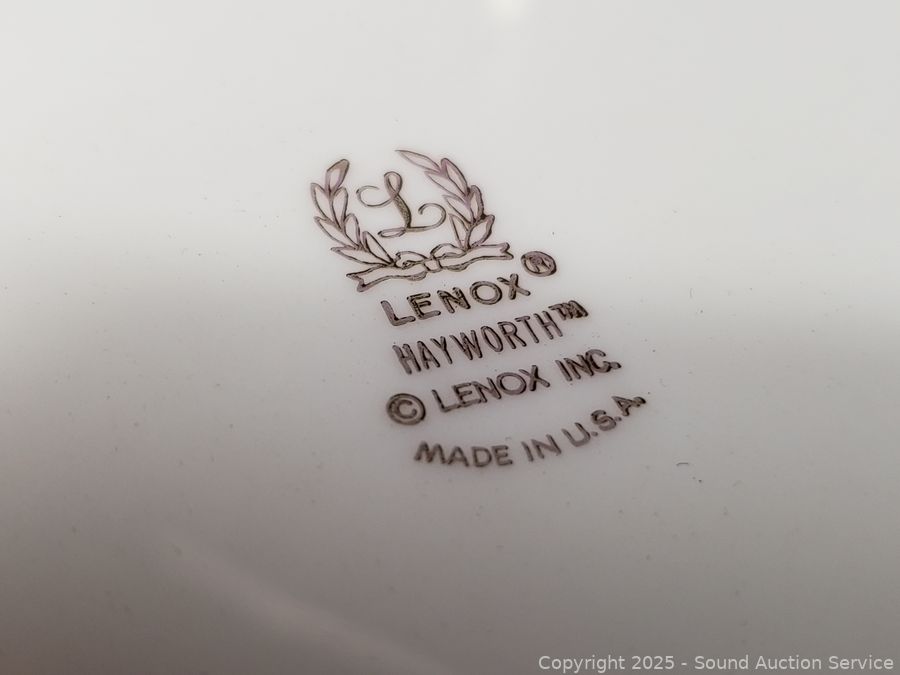 L
LENOX®
HAYWORTH™
© LENOX INC.
MADE IN U.S.A.
Copyright 2025 - Sound Auction Service